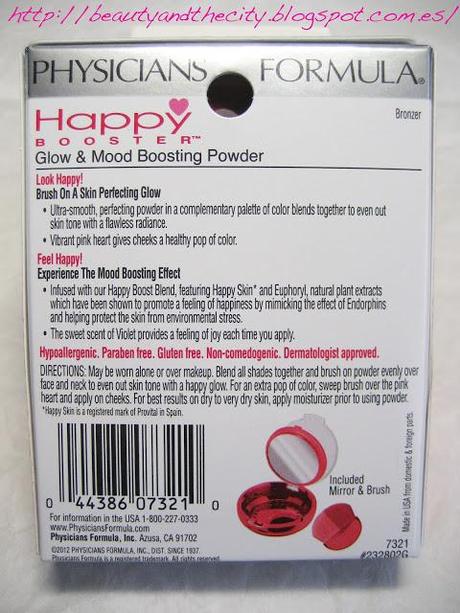 http://beautyandthecity.blogspot.com.es/
PHYSICIANS FORMULA®
Happy
BOOSTER™
Bronzer
Glow & Mood Boosting Powder
Look Happy!
Brush On A Skin Perfecting Glow
• Ultra-smooth, perfecting powder in a complementary palette of color blends together to even out
skin tone with a flawless radiance.
• Vibrant pink heart gives cheeks a healthy pop of color.
Feel Happy!
Experience The Mood Boosting Effect
• Infused with our Happy Boost Blend, featuring Happy Skin* and Euphoryl, natural plant extracts
which have been shown to promote a feeling of happiness by mimicking the effect of Endorphins
and helping protect the skin from environmental stress.
• The sweet scent of Violet provides a feeling of joy each time you apply.
Hypoallergenic. Paraben free. Gluten free. Non-comedogenic. Dermatologist approved.
DIRECTIONS: May be worn alone or over makeup. Blend all shades together and brush on powder evenly over
face and neck to even out skin tone with a happy glow. For an extra pop of color, sweep brush over the pink
heart and apply on cheeks. For best results on dry to very dry skin, apply moisturizer prior to using powder.
*Happy Skin is a registered mark of Provital in Spain.
0 44386 07321 0
Included
Mirror & Brush
Made in USA from domestic & foreign parts.
For information in the USA 1-800-227-0333
www.PhysiciansFormula.com
Physicians Formula, Inc. Azusa, CA 91702
©2012 PHYSICIANS FORMULA, INC., DIST. SINCE 1937.
Physicians Formula is a registered trademark. All rights reserved.
7321
#232802G